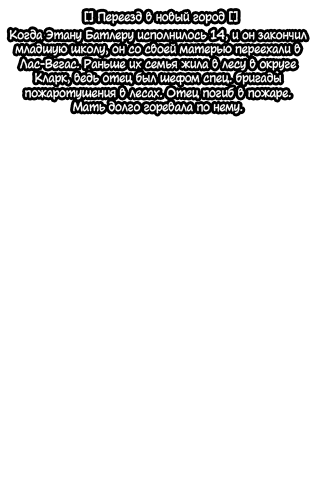 [] Переезд в новый город []
Когда Этану Батлеру исполнилось 14, и он закончил
младшую школу, он со своей матерью переехали в
Лас-Вегас. Раньше их семья жила в лесу в округе
Кларк, ведь отец был шефом спец. бригады
пожаротушения в лесах. Отец погиб в пожаре.
Мать долго горевала по нему.